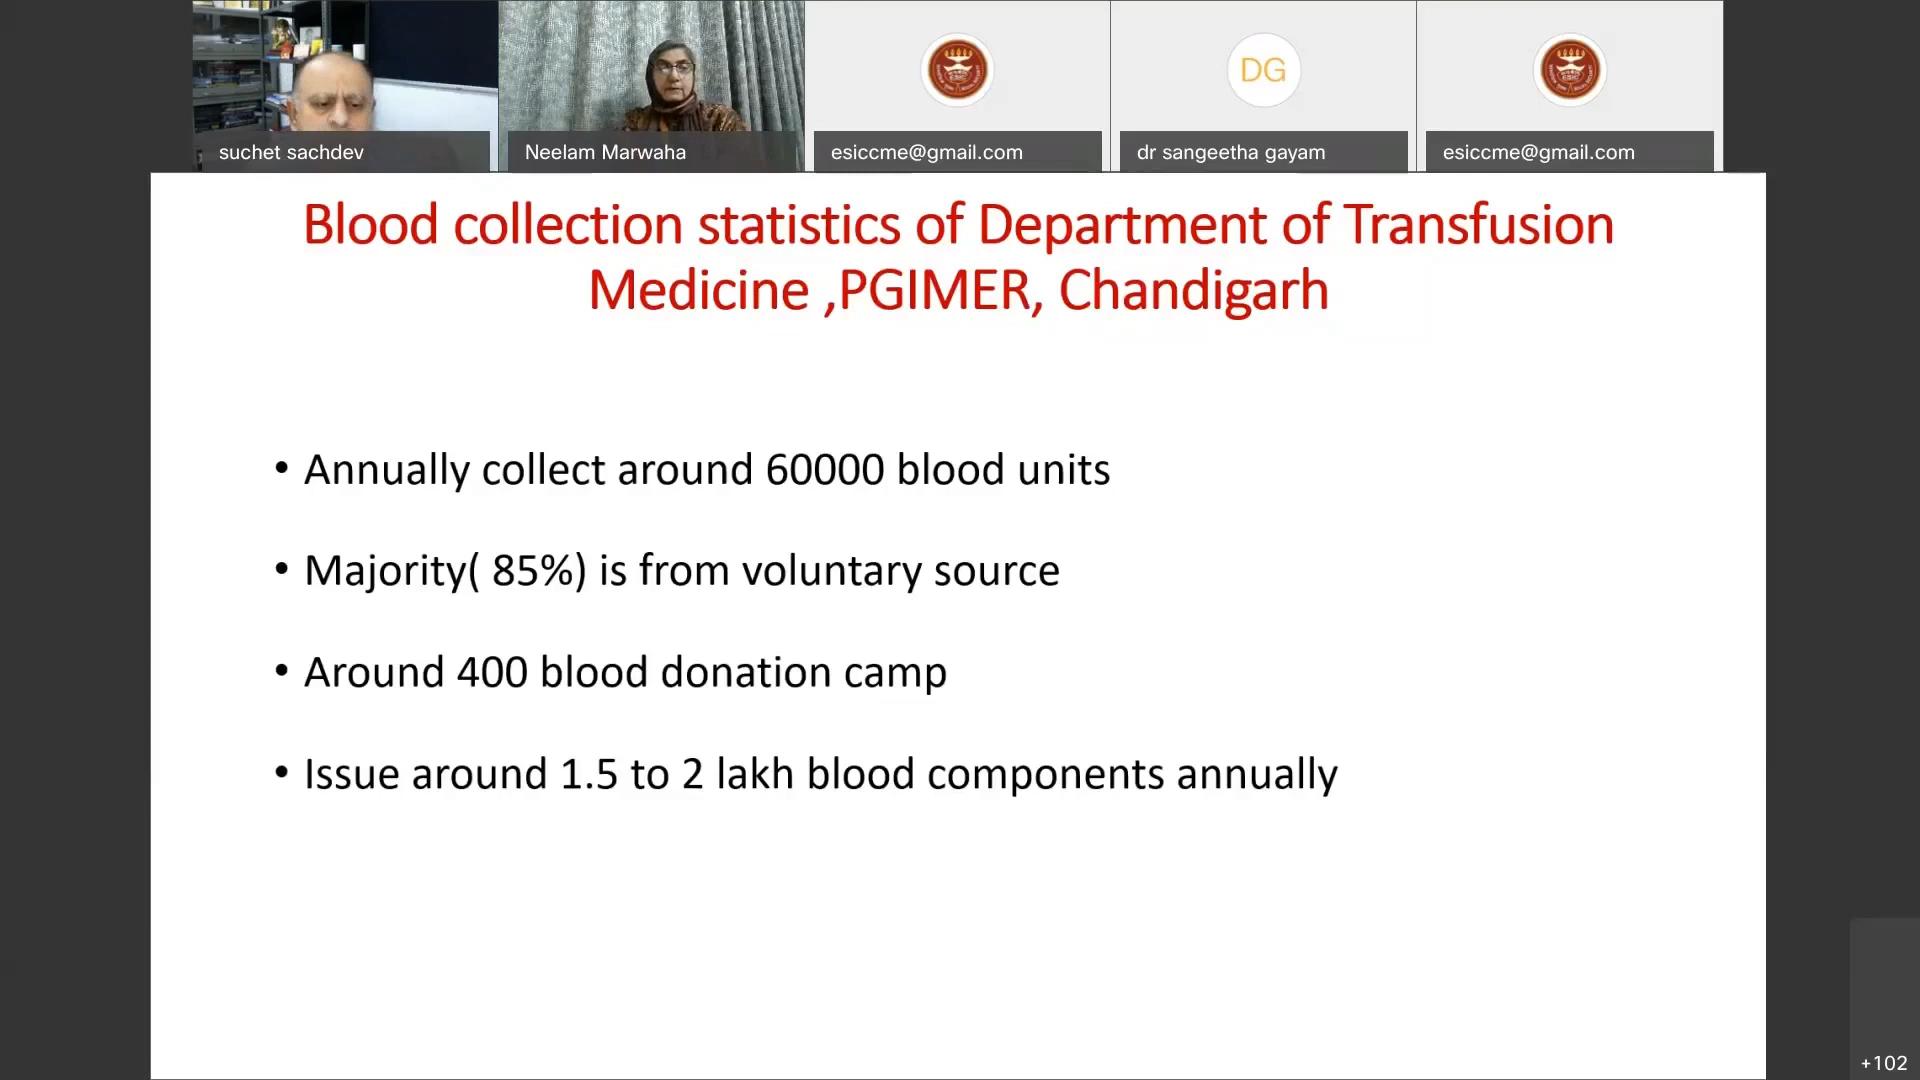 suchet sachdev
Neelam Marwaha
esiccme@gmail.com
DG
dr sangeetha gayam
esiccme@gmail.com
Blood collection statistics of Department of Transfusion
Medicine ,PGIMER, Chandigarh
• Annually collect around 60000 blood units
• Majority( 85%) is from voluntary source
• Around 400 blood donation camp
• Issue around 1.5 to 2 lakh blood components annually
+102